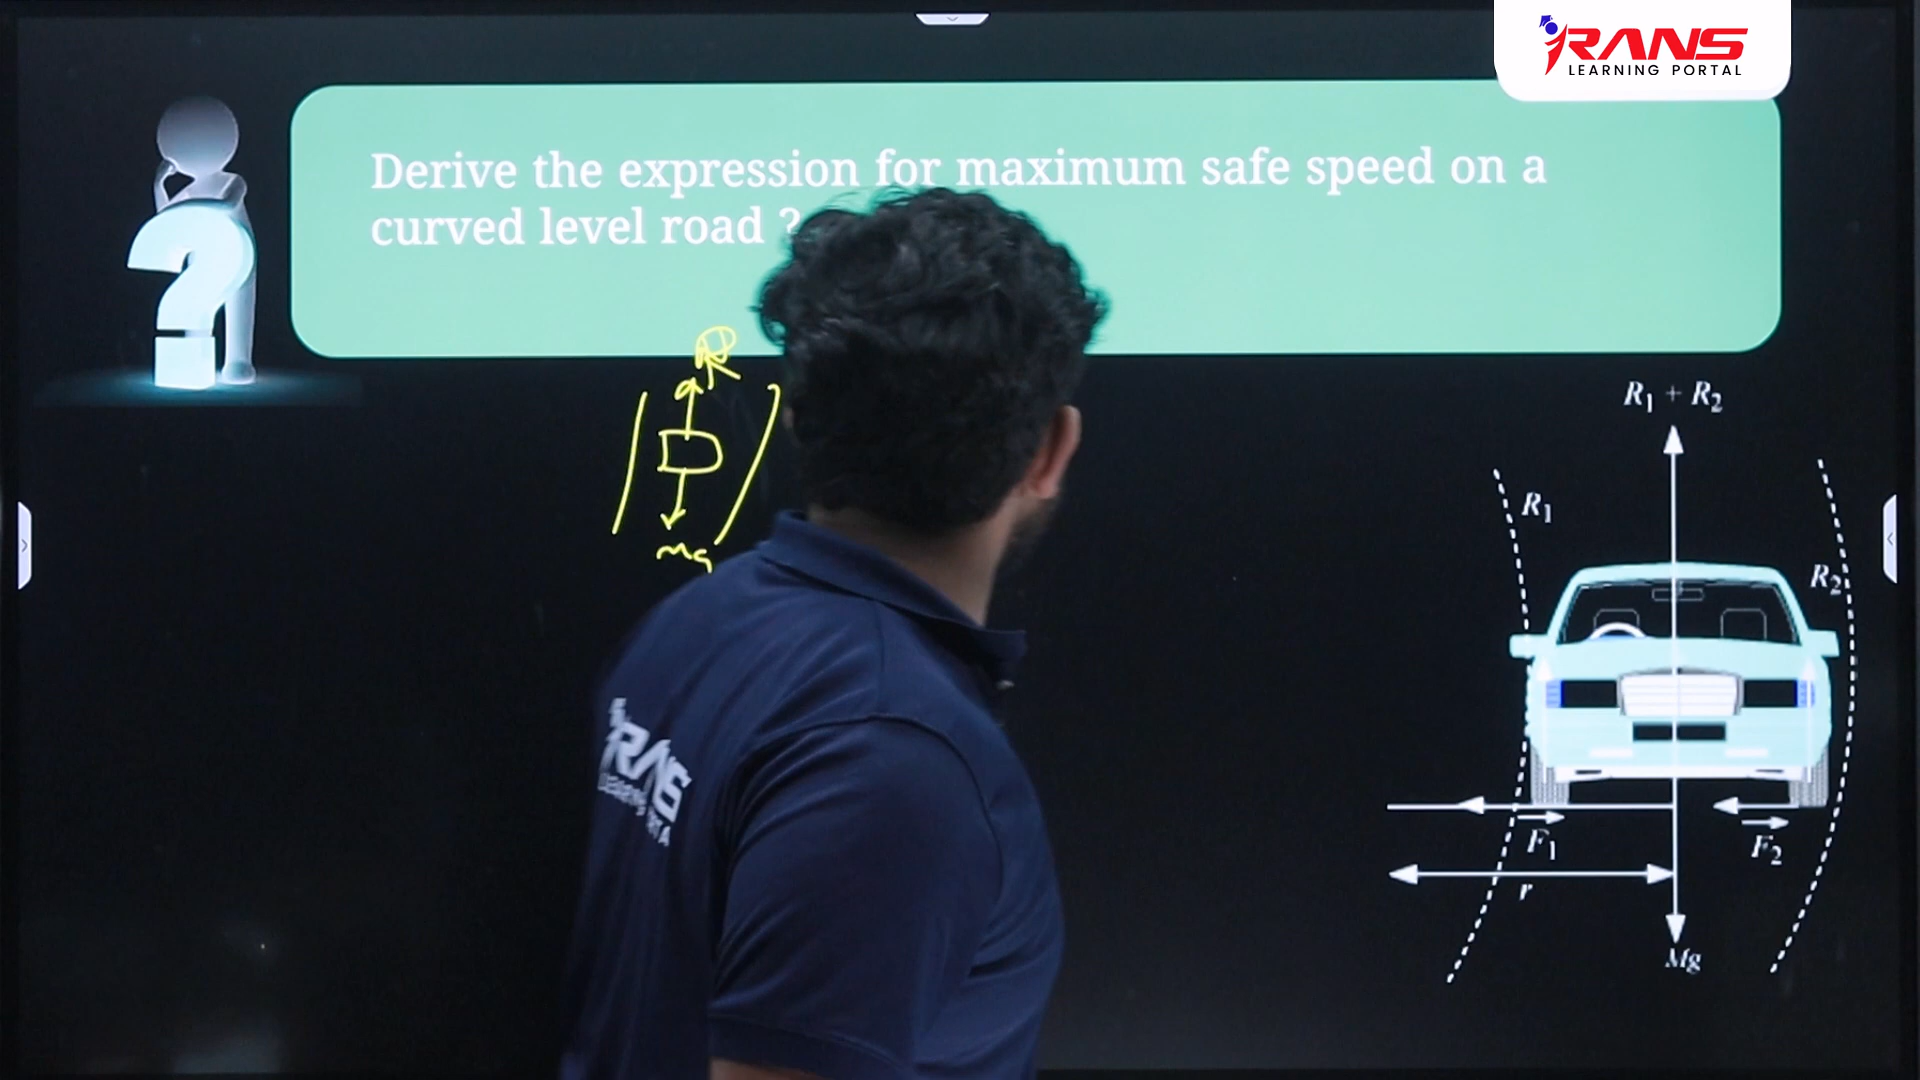 RANS
LEARNING PORTAL
Derive the expression for maximum safe speed on a
curved level road ?
R
mg
R₁ + R₂
R₁
R₂
F₁
F₂
r
Mg
RANS